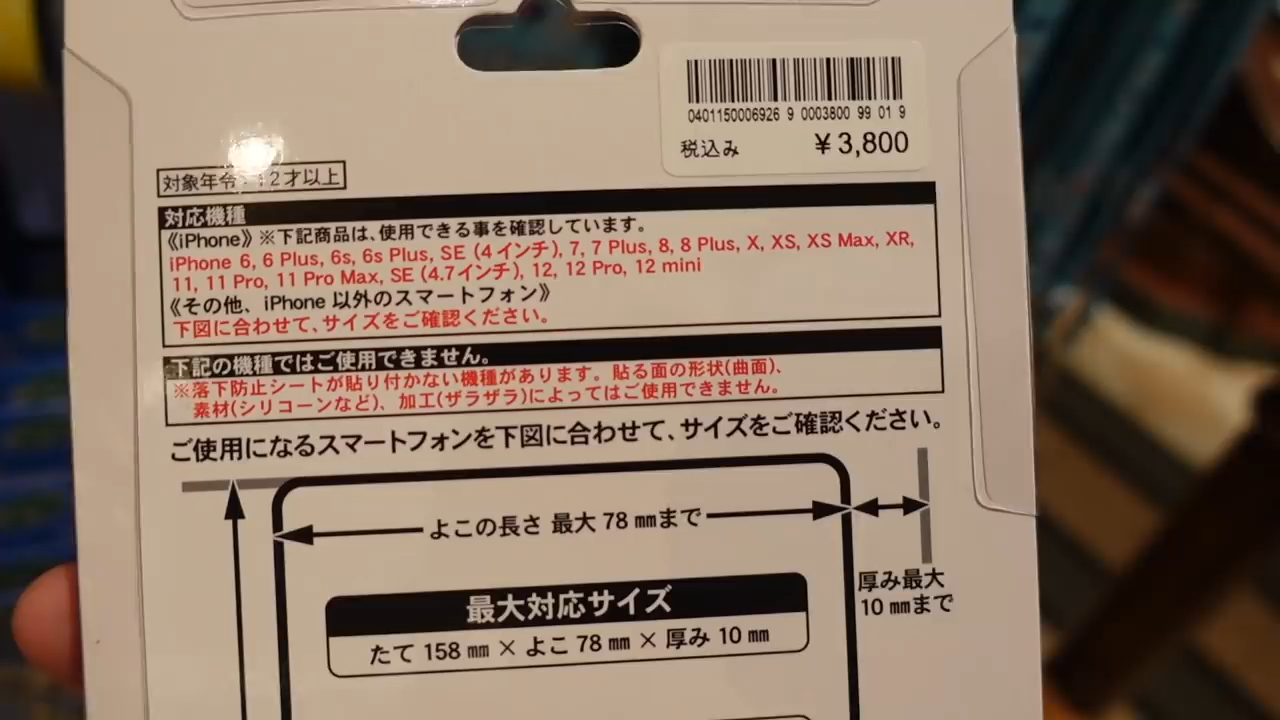 0401150006926 9 0003800 99 01 9
税込み ¥3,800
対象年令:12才以上
対応機種
《iPhone》※下記商品は、使用できる事を確認しています。
iPhone 6, 6 Plus, 6s, 6s Plus, SE (4インチ), 7, 7 Plus, 8, 8 Plus, X, XS, XS Max, XR,
11, 11 Pro, 11 Pro Max, SE (4.7インチ), 12, 12 Pro, 12 mini
《その他、iPhone 以外のスマートフォン》
下図に合わせて、サイズをご確認ください。
下記の機種ではご使用できません。
※落下防止シートが貼り付かない機種があります。貼る面の形状(曲面)、
素材(シリコーンなど)、加工(ザラザラ)によってはご使用できません。
ご使用になるスマートフォンを下図に合わせて、サイズをご確認ください。
よこの長さ 最大 78 ㎜まで
厚み最大
10 ㎜まで
最大対応サイズ
たて 158 ㎜ × よこ 78 ㎜ × 厚み 10 ㎜